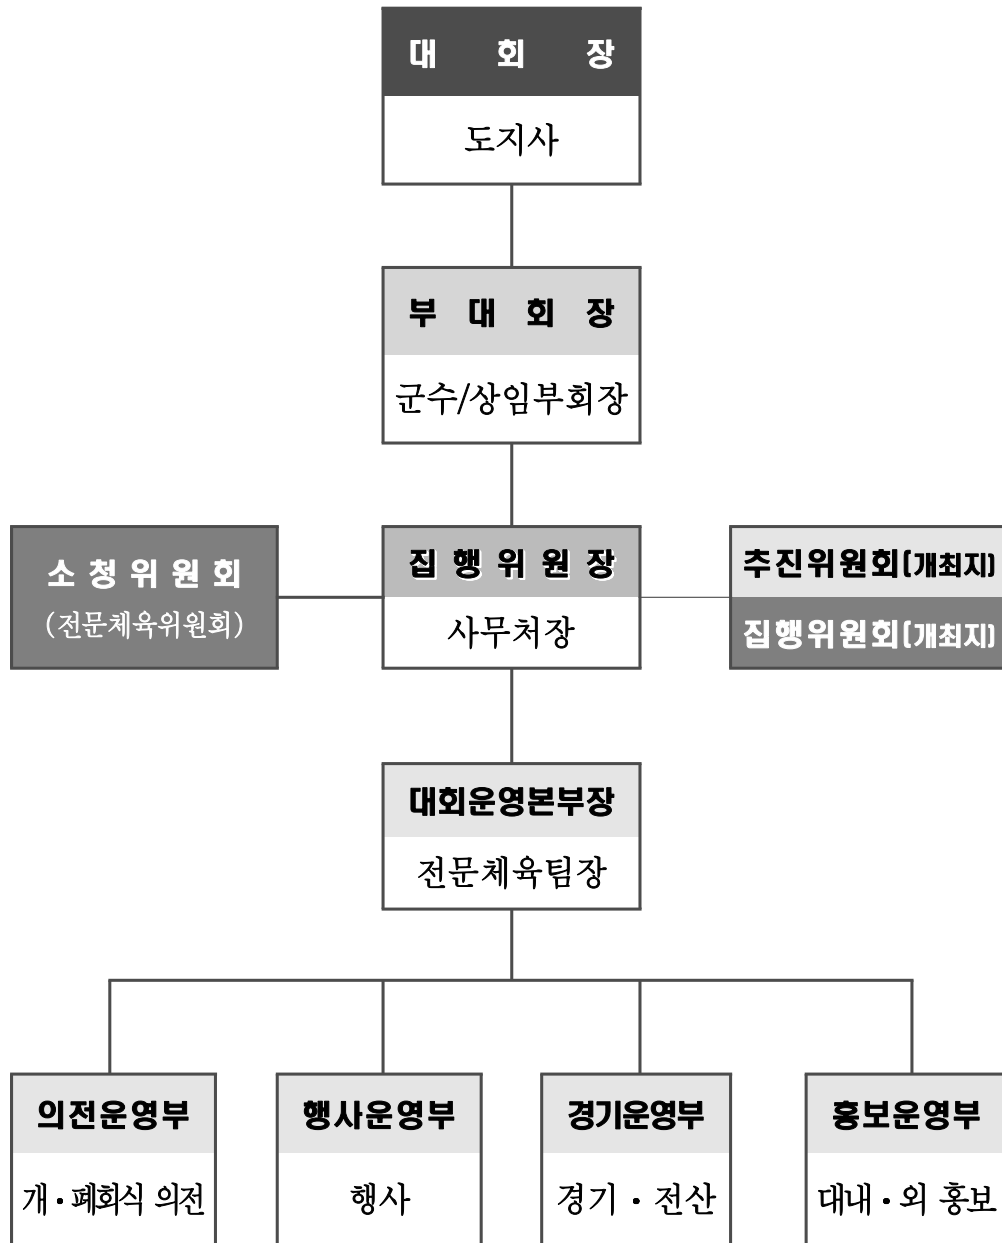 대 회 장
도지사
부 대 회 장
군수/상임부회장
소 청 위 원 회
(전문체육위원회)
집 행 위 원 장
사무처장
추진위원회(개최지)
집행위원회(개최지)
대회운영본부장
전문체육팀장
의전운영부
개·폐회식 의전
행사운영부
행사
경기운영부
경기·전산
홍보운영부
대내·외 홍보